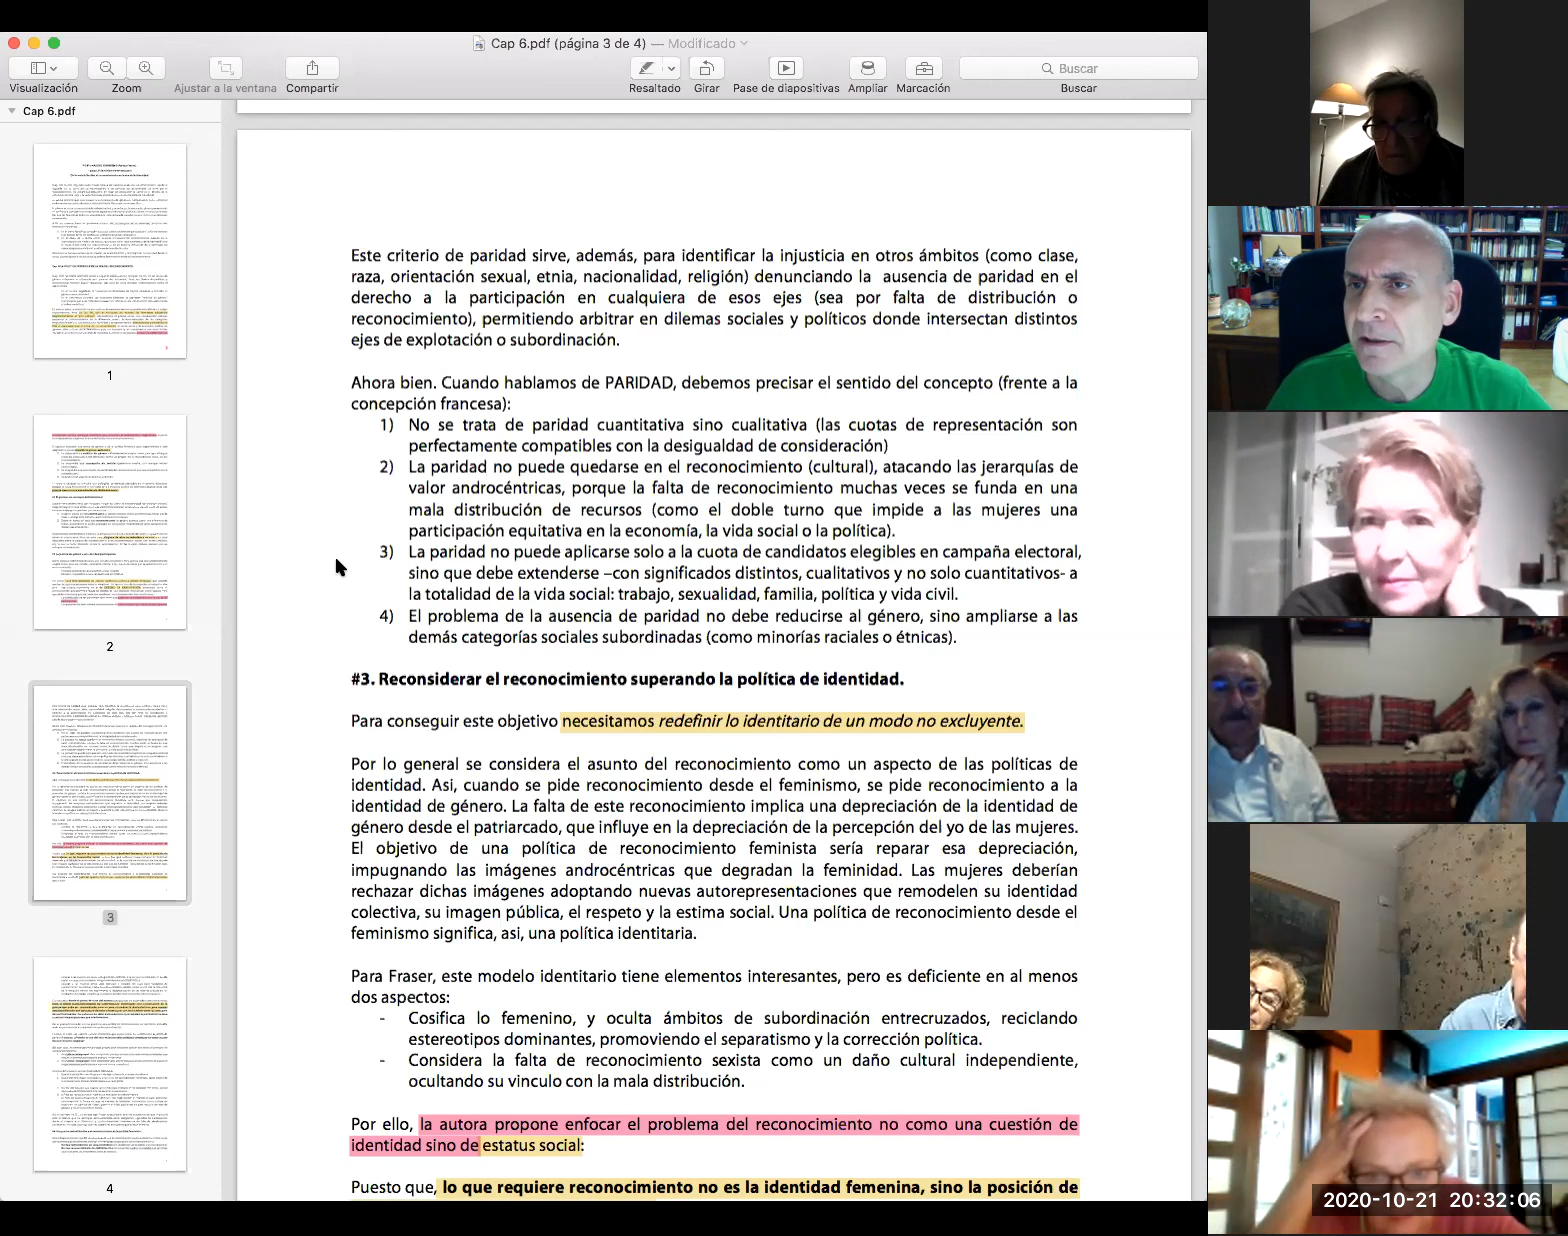 Cap 6.pdf (página 3 de 4) — Modificado
Visualización
Zoom
Ajustar a la ventana
Compartir
Resaltado
Girar
Pase de diapositivas
Ampliar
Marcación
Buscar
Buscar
Cap 6.pdf
1
2
3
4
Este criterio de paridad sirve, además, para identificar la injusticia en otros ámbitos (como clase,
raza, orientación sexual, etnia, nacionalidad, religión) denunciando la ausencia de paridad en el
derecho a la participación en cualquiera de esos ejes (sea por falta de distribución o
reconocimiento), permitiendo arbitrar en dilemas sociales y políticos donde intersectan distintos
ejes de explotación o subordinación.
Ahora bien. Cuando hablamos de PARIDAD, debemos precisar el sentido del concepto (frente a la
concepción francesa):
1) No se trata de paridad cuantitativa sino cualitativa (las cuotas de representación son
perfectamente compatibles con la desigualdad de consideración)
2) La paridad no puede quedarse en el reconocimiento (cultural), atacando las jerarquías de
valor androcéntricas, porque la falta de reconocimiento muchas veces se funda en una
mala distribución de recursos (como el doble turno que impide a las mujeres una
participación equitativa en la economía, la vida social o la política).
3) La paridad no puede aplicarse solo a la cuota de candidatos elegibles en campaña electoral,
sino que debe extenderse –con significados distintos, cualitativos y no solo cuantitativos- a
la totalidad de la vida social: trabajo, sexualidad, familia, política y vida civil.
4) El problema de la ausencia de paridad no debe reducirse al género, sino ampliarse a las
demás categorías sociales subordinadas (como minorías raciales o étnicas).
#3. Reconsiderar el reconocimiento superando la política de identidad.
Para conseguir este objetivo necesitamos redefinir lo identitario de un modo no excluyente.
Por lo general se considera el asunto del reconocimiento como un aspecto de las políticas de
identidad. Asi, cuando se pide reconocimiento desde el feminismo, se pide reconocimiento a la
identidad de género. La falta de este reconocimiento implica una depreciación de la identidad de
género desde el patriarcado, que influye en la depreciación de la percepción del yo de las mujeres.
El objetivo de una política de reconocimiento feminista sería reparar esa depreciación,
impugnando las imágenes androcéntricas que degradan la feminidad. Las mujeres deberían
rechazar dichas imágenes adoptando nuevas autorepresentaciones que remodelen su identidad
colectiva, su imagen pública, el respeto y la estima social. Una política de reconocimiento desde el
feminismo significa, asi, una política identitaria.
Para Fraser, este modelo identitario tiene elementos interesantes, pero es deficiente en al menos
dos aspectos:
- Cosifica lo femenino, y oculta ámbitos de subordinación entrecruzados, reciclando
estereotipos dominantes, promoviendo el separatismo y la corrección política.
- Considera la falta de reconocimiento sexista como un daño cultural independiente,
ocultando su vinculo con la mala distribución.
Por ello, la autora propone enfocar el problema del reconocimiento no como una cuestión de
identidad sino de estatus social:
Puesto que, lo que requiere reconocimiento no es la identidad femenina, sino la posición de
2020-10-21 20:32:06